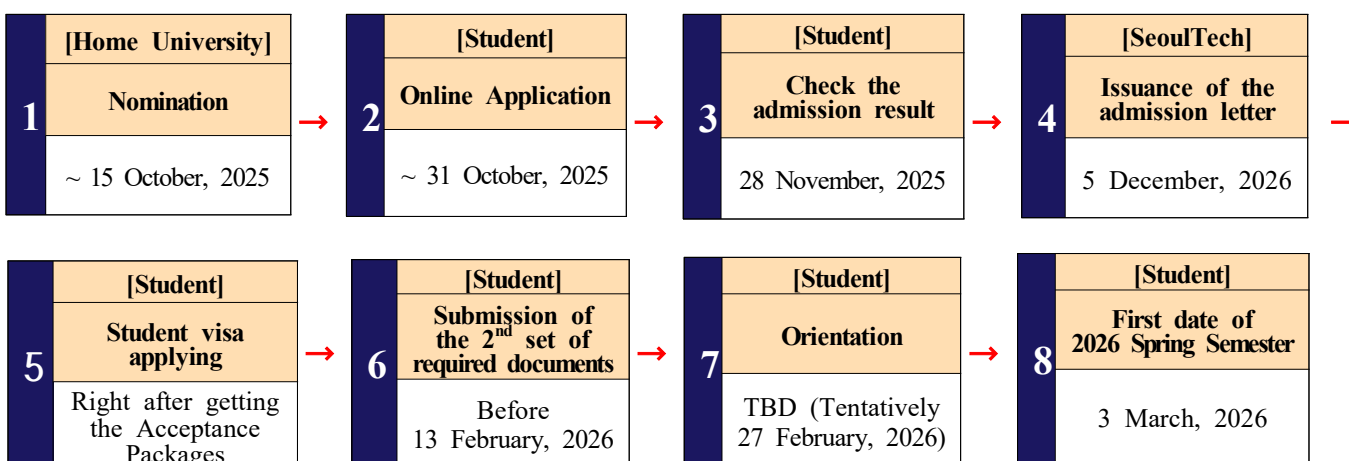 1
[Home University]
Nomination
~ 15 October, 2025
→
2
[Student]
Online Application
~ 31 October, 2025
→
3
[Student]
Check the
admission result
28 November, 2025
→
4
[SeoulTech]
Issuance of the
admission letter
5 December, 2026
5
[Student]
Student visa
applying
Right after getting
the Acceptance
Packages
→
6
[Student]
Submission of
the 2nd set of
required documents
Before
13 February, 2026
→
7
[Student]
Orientation
TBD (Tentatively
27 February, 2026)
→
8
[Student]
First date of
2026 Spring Semester
3 March, 2026